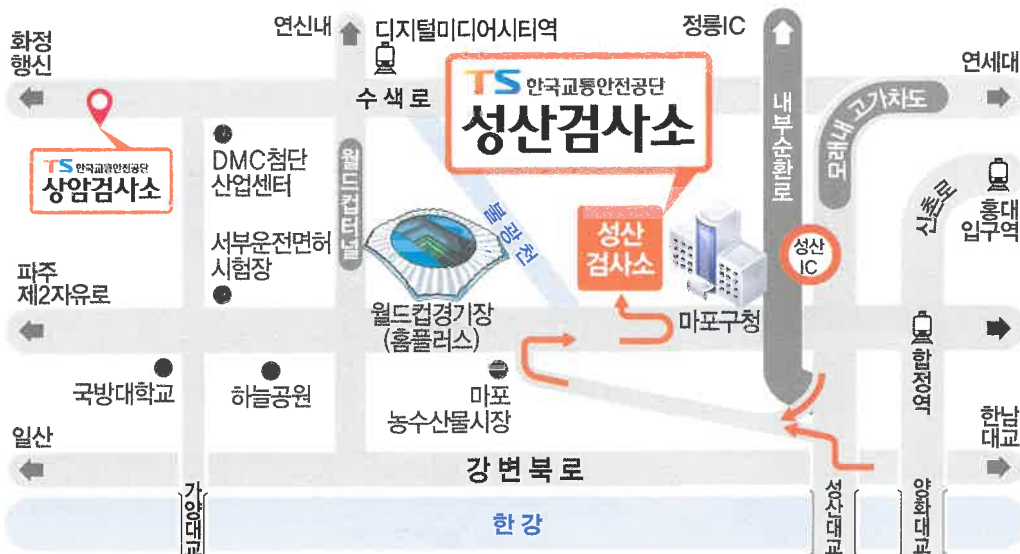 연신내
디지털미디어시티역
정릉IC
화정
행신
연세대
수색로
TS 한국교통안전공단
성산검사소
내부순환로
모래내 고가차도
TS 한국교통안전공단
상암검사소
DMC첨단
산업센터
월드컵터널
불광천
신촌로
홍대
입구역
서부운전면허
시험장
성산
검사소
성산
IC
파주
제2자유로
월드컵경기장
(홈플러스)
마포구청
합정역
국방대학교
하늘공원
마포
농수산물시장
한남
대교
일산
강변북로
가양대교
한강
성산대교
양화대교